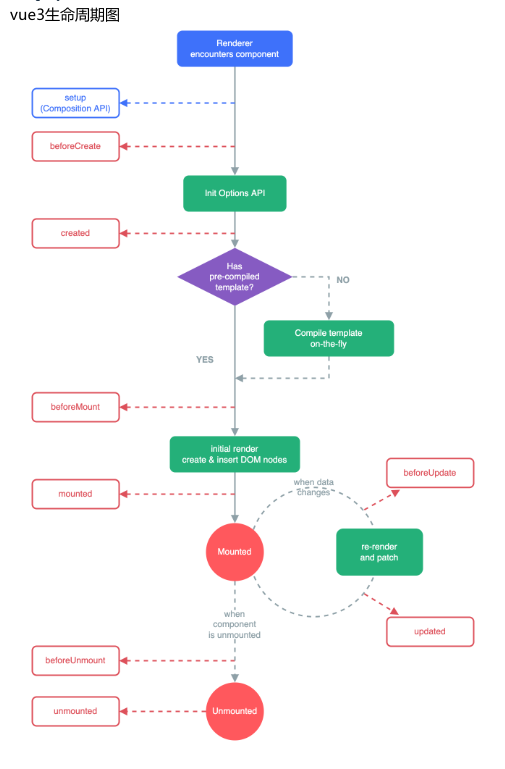 vue3生命周期图
Renderer
encounters component
setup
(Composition API)
beforeCreate
Init Options API
created
Has
pre-compiled
template?
NO
Compile template
on-the-fly
YES
beforeMount
initial render
create & insert DOM nodes
mounted
when data
changes
beforeUpdate
Mounted
re-render
and patch
when
component
is unmounted
updated
beforeUnmount
unmounted
Unmounted